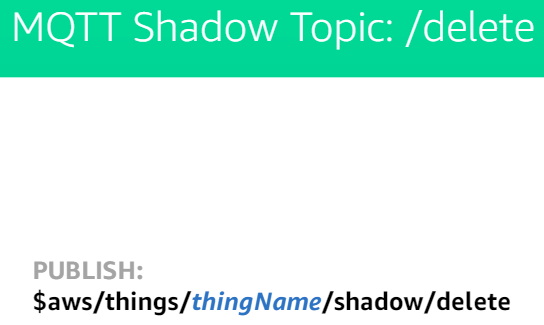 MQTT Shadow Topic: /delete
PUBLISH:
$aws/things/thingName/shadow/delete